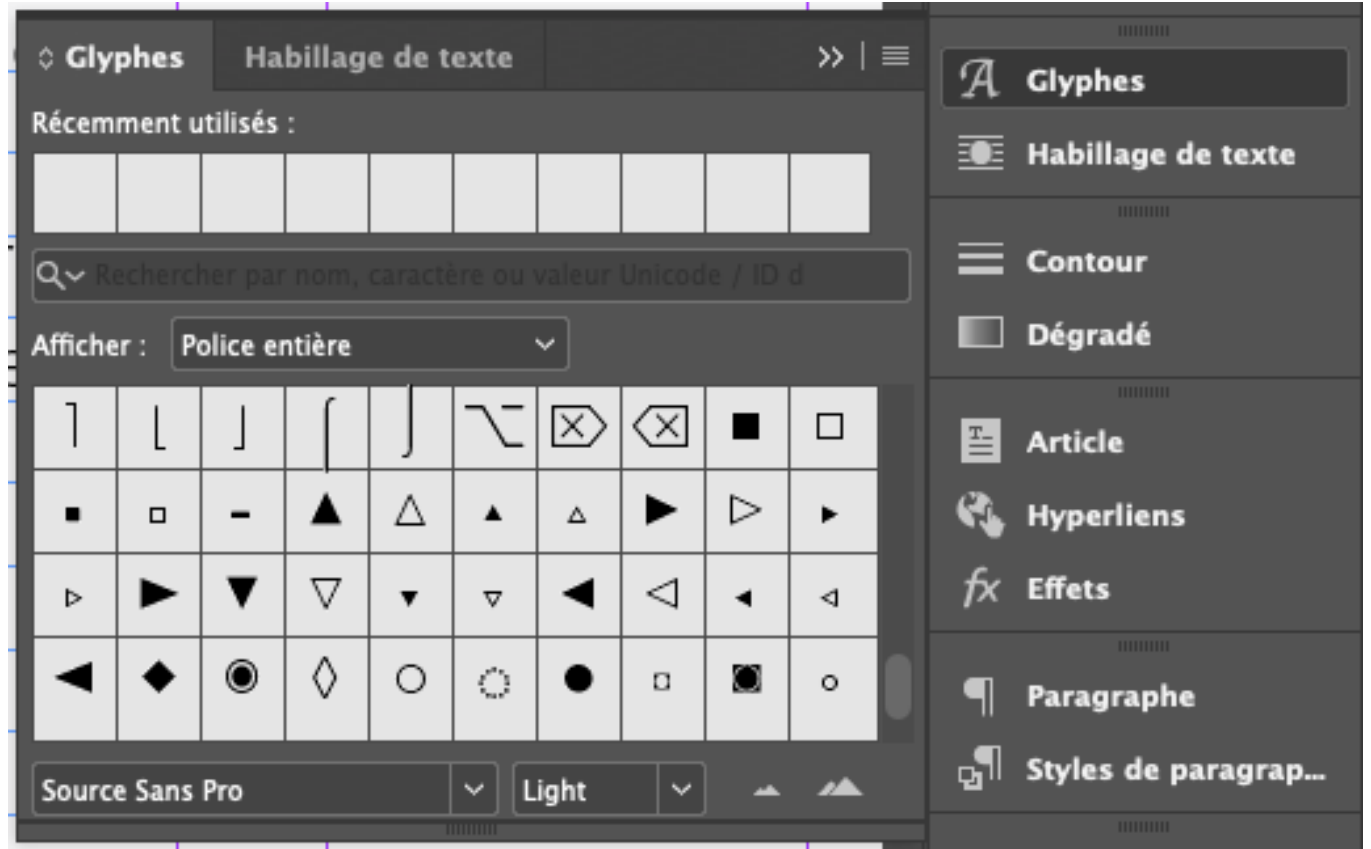 Glyphes
Habillage de texte
Récemment utilisés :
Rechercher par nom, caractère ou valeur Unicode / ID d
Afficher :
Police entière
Source Sans Pro
Light
Glyphes
Habillage de texte
Contour
Dégradé
Article
Hyperliens
fx Effets
Paragraphe
Styles de paragrap...